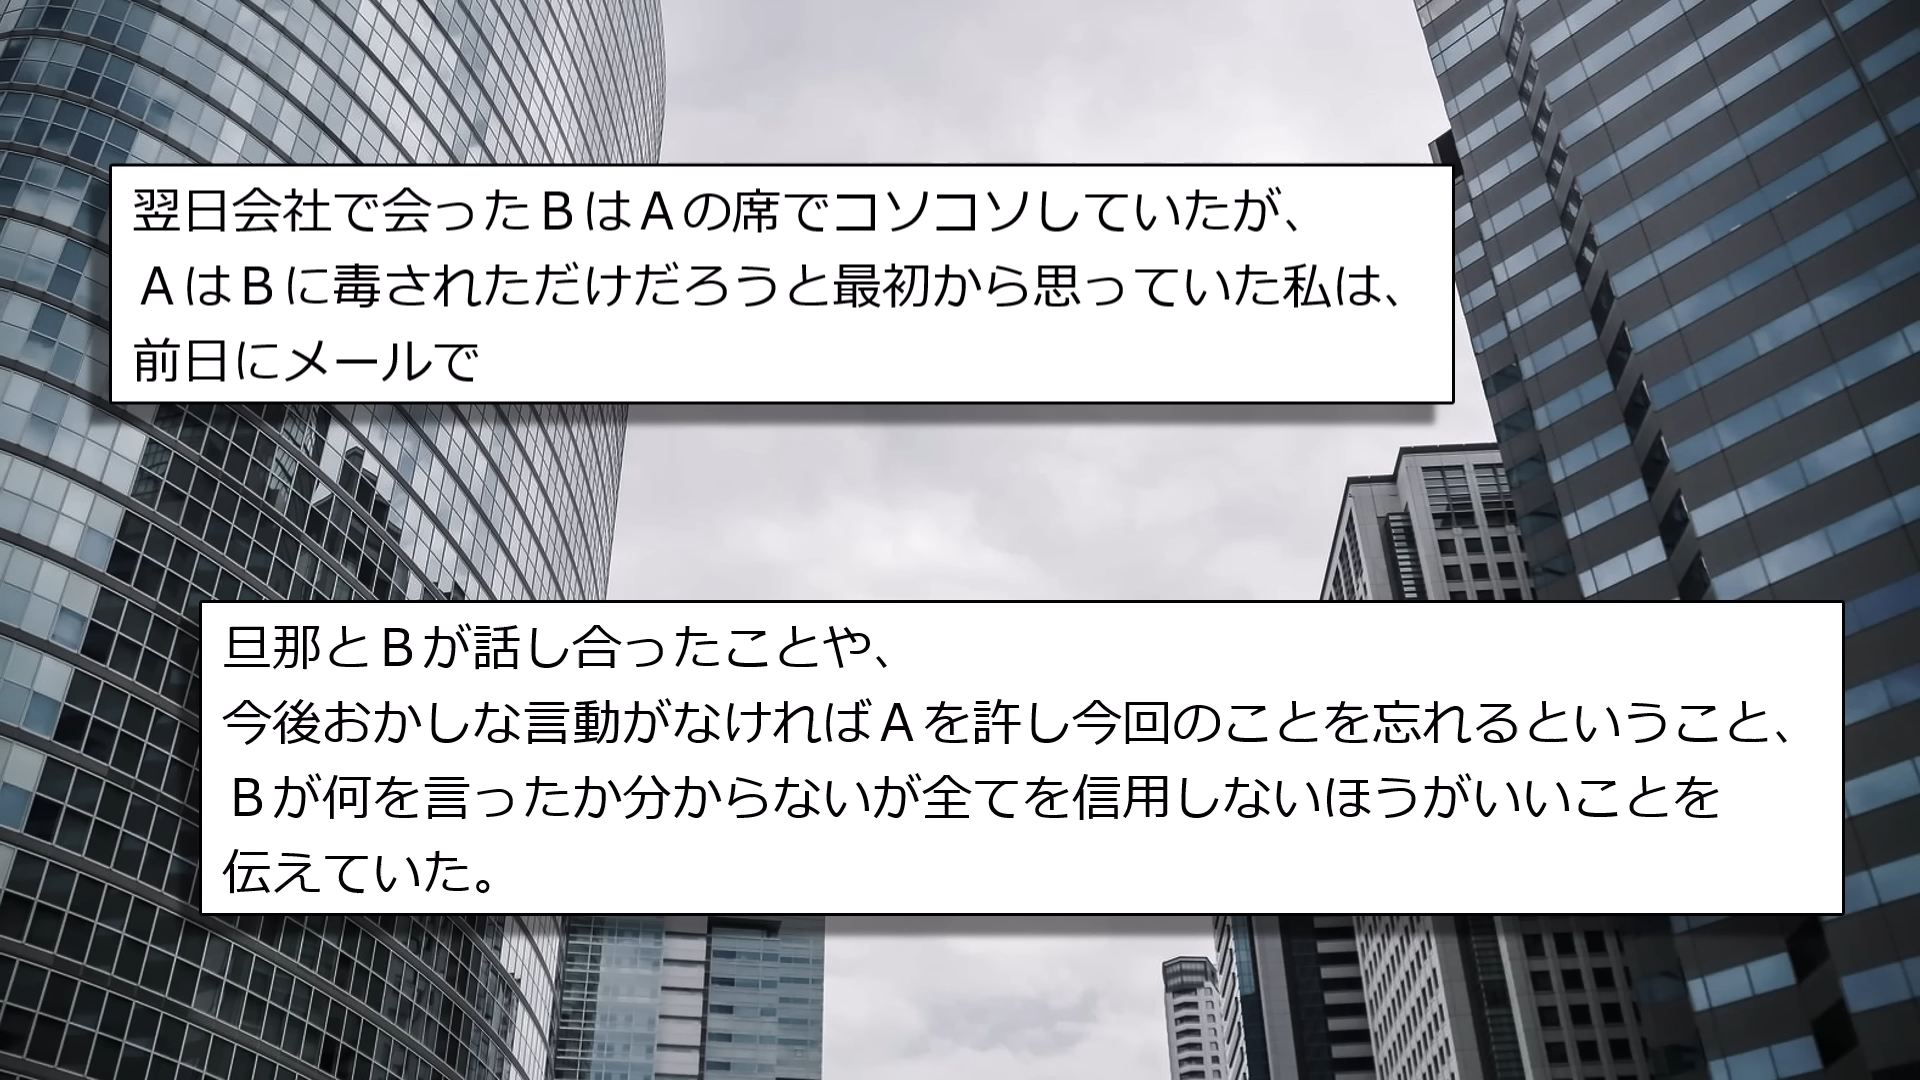 翌日会社で会ったＢはＡの席でコソコソしていたが、
ＡはＢに毒されただけだろうと最初から思っていた私は、
前日にメールで
旦那とＢが話し合ったことや、
今後おかしな言動がなければＡを許し今回のことを忘れるということ、
Ｂが何を言ったか分からないが全てを信用しないほうがいいことを
伝えていた。